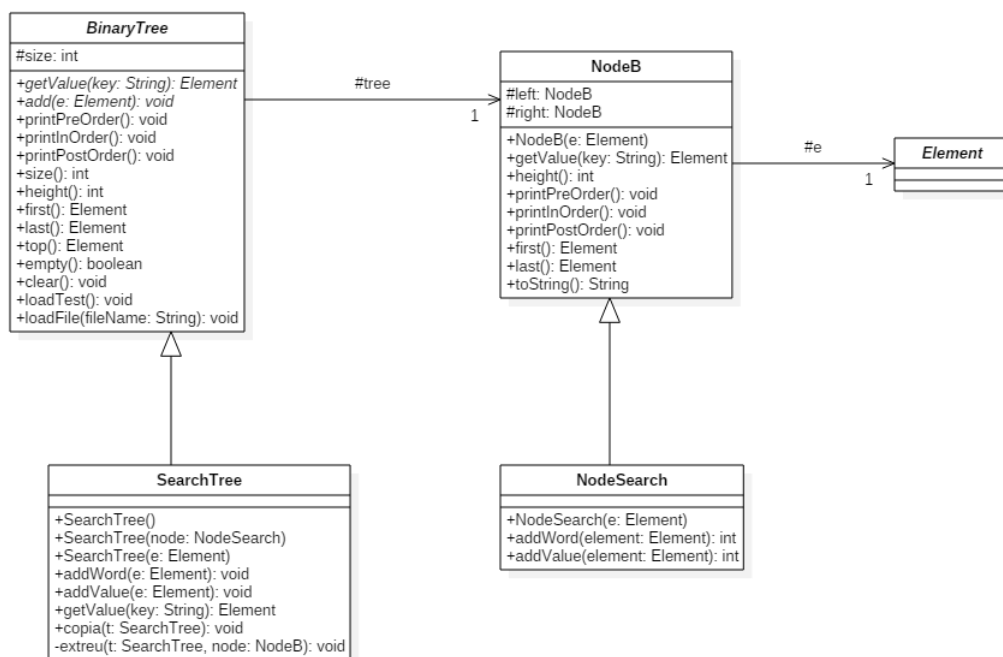 BinaryTree
#size: int
+getValue(key: String): Element
+add(e: Element): void
+printPreOrder(): void
+printInOrder(): void
+printPostOrder(): void
+size(): int
+height(): int
+first(): Element
+last(): Element
+top(): Element
+empty(): boolean
+clear(): void
+loadTest(): void
+loadFile(fileName: String): void
#tree
1
NodeB
#left: NodeB
#right: NodeB
+NodeB(e: Element)
+getValue(key: String): Element
+height(): int
+printPreOrder(): void
+printInOrder(): void
+printPostOrder(): void
+first(): Element
+last(): Element
+toString(): String
#e
1
Element
SearchTree
+SearchTree()
+SearchTree(node: NodeSearch)
+SearchTree(e: Element)
+addWord(e: Element): void
+addValue(e: Element): void
+getValue(key: String): Element
+copia(t: SearchTree): void
-extreu(t: SearchTree, node: NodeB): void
NodeSearch
+NodeSearch(e: Element)
+addWord(element: Element): int
+addValue(element: Element): int